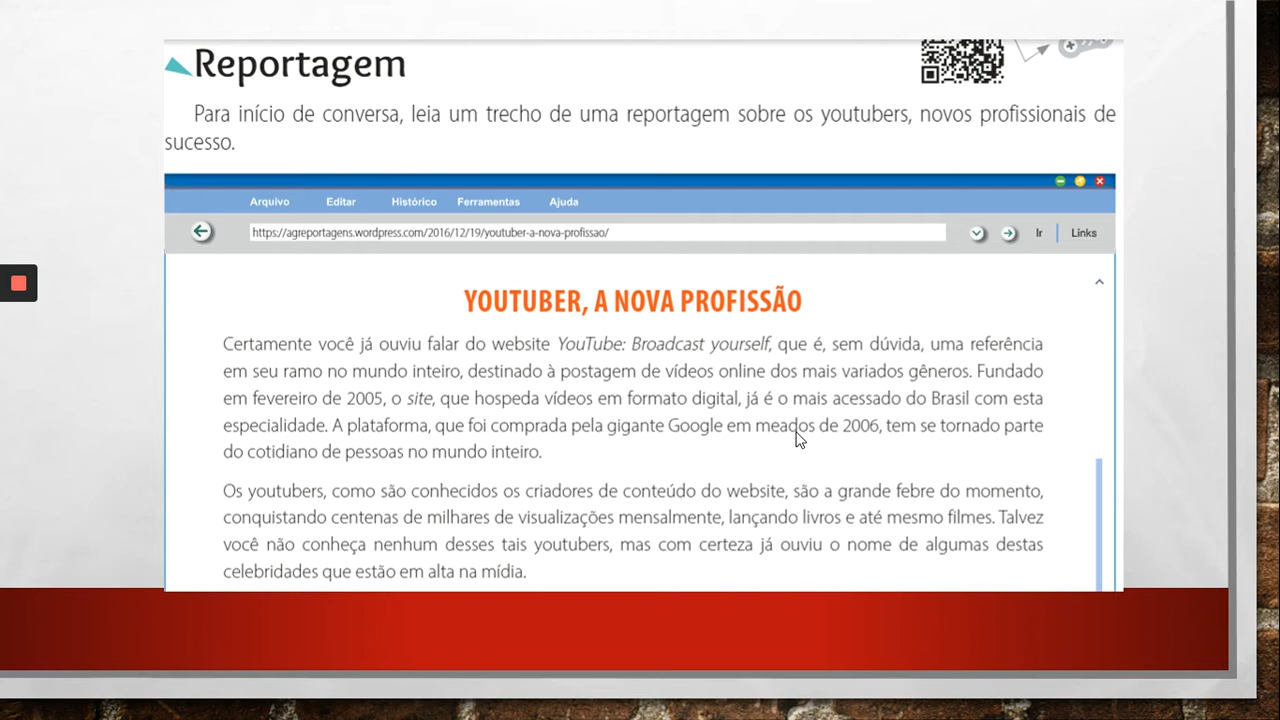 Reportagem
Para início de conversa, leia um trecho de uma reportagem sobre os youtubers, novos profissionais de
sucesso.
Arquivo Editar Histórico Ferramentas Ajuda
https://agreportagens.wordpress.com/2016/12/19/youtuber-a-nova-profissao/ Ir Links
YOUTUBER, A NOVA PROFISSÃO
Certamente você já ouviu falar do website YouTube: Broadcast yourself, que é, sem dúvida, uma referência
em seu ramo no mundo inteiro, destinado à postagem de vídeos online dos mais variados gêneros. Fundado
em fevereiro de 2005, o site, que hospeda vídeos em formato digital, já é o mais acessado do Brasil com esta
especialidade. A plataforma, que foi comprada pela gigante Google em meados de 2006, tem se tornado parte
do cotidiano de pessoas no mundo inteiro.
Os youtubers, como são conhecidos os criadores de conteúdo do website, são a grande febre do momento,
conquistando centenas de milhares de visualizações mensalmente, lançando livros e até mesmo filmes. Talvez
você não conheça nenhum desses tais youtubers, mas com certeza já ouviu o nome de algumas destas
celebridades que estão em alta na mídia.